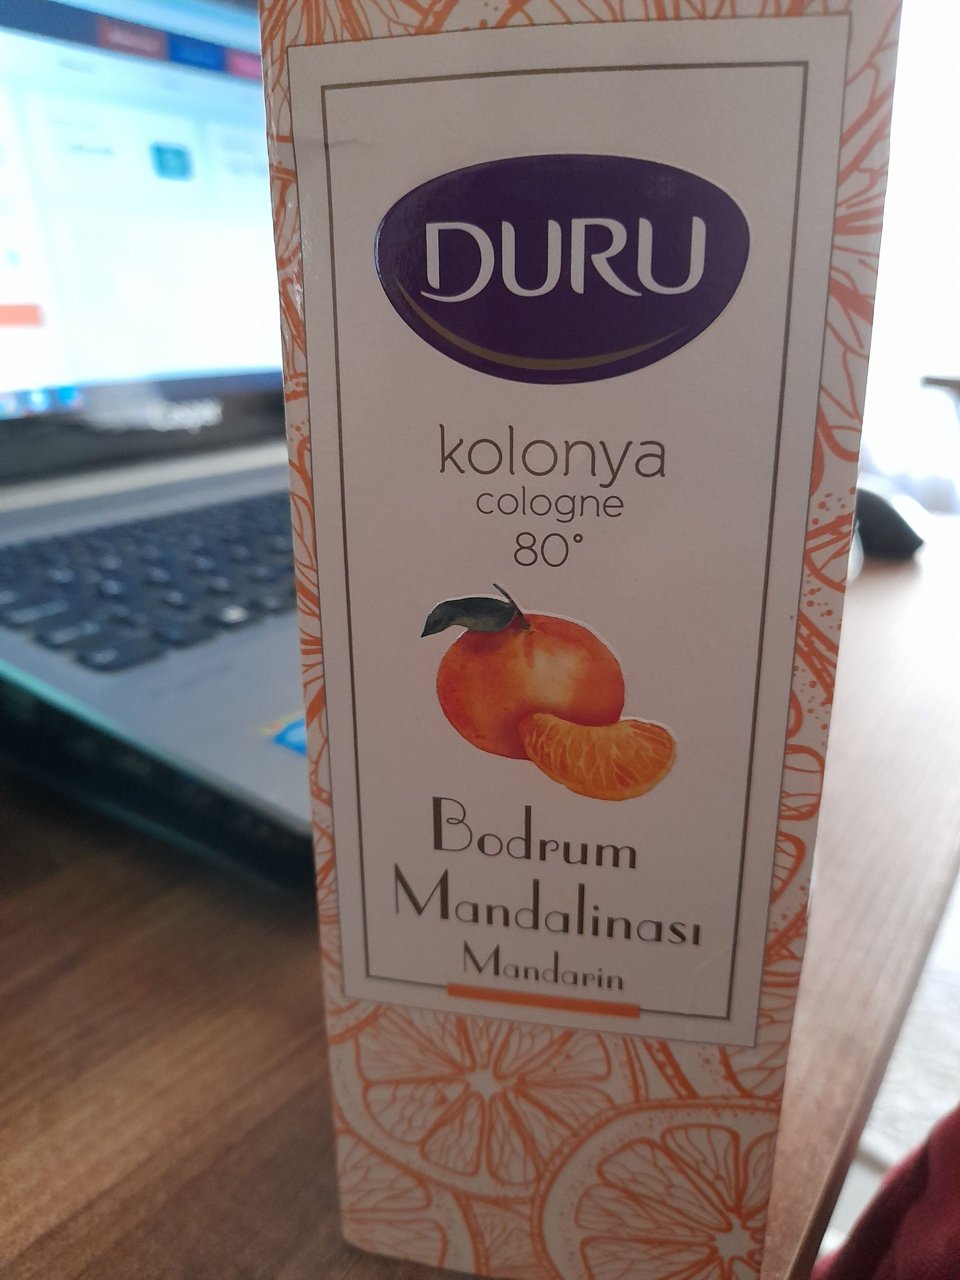 DURU
kolonya
cologne
80°
Bodrum
Mandalinası
Mandarin